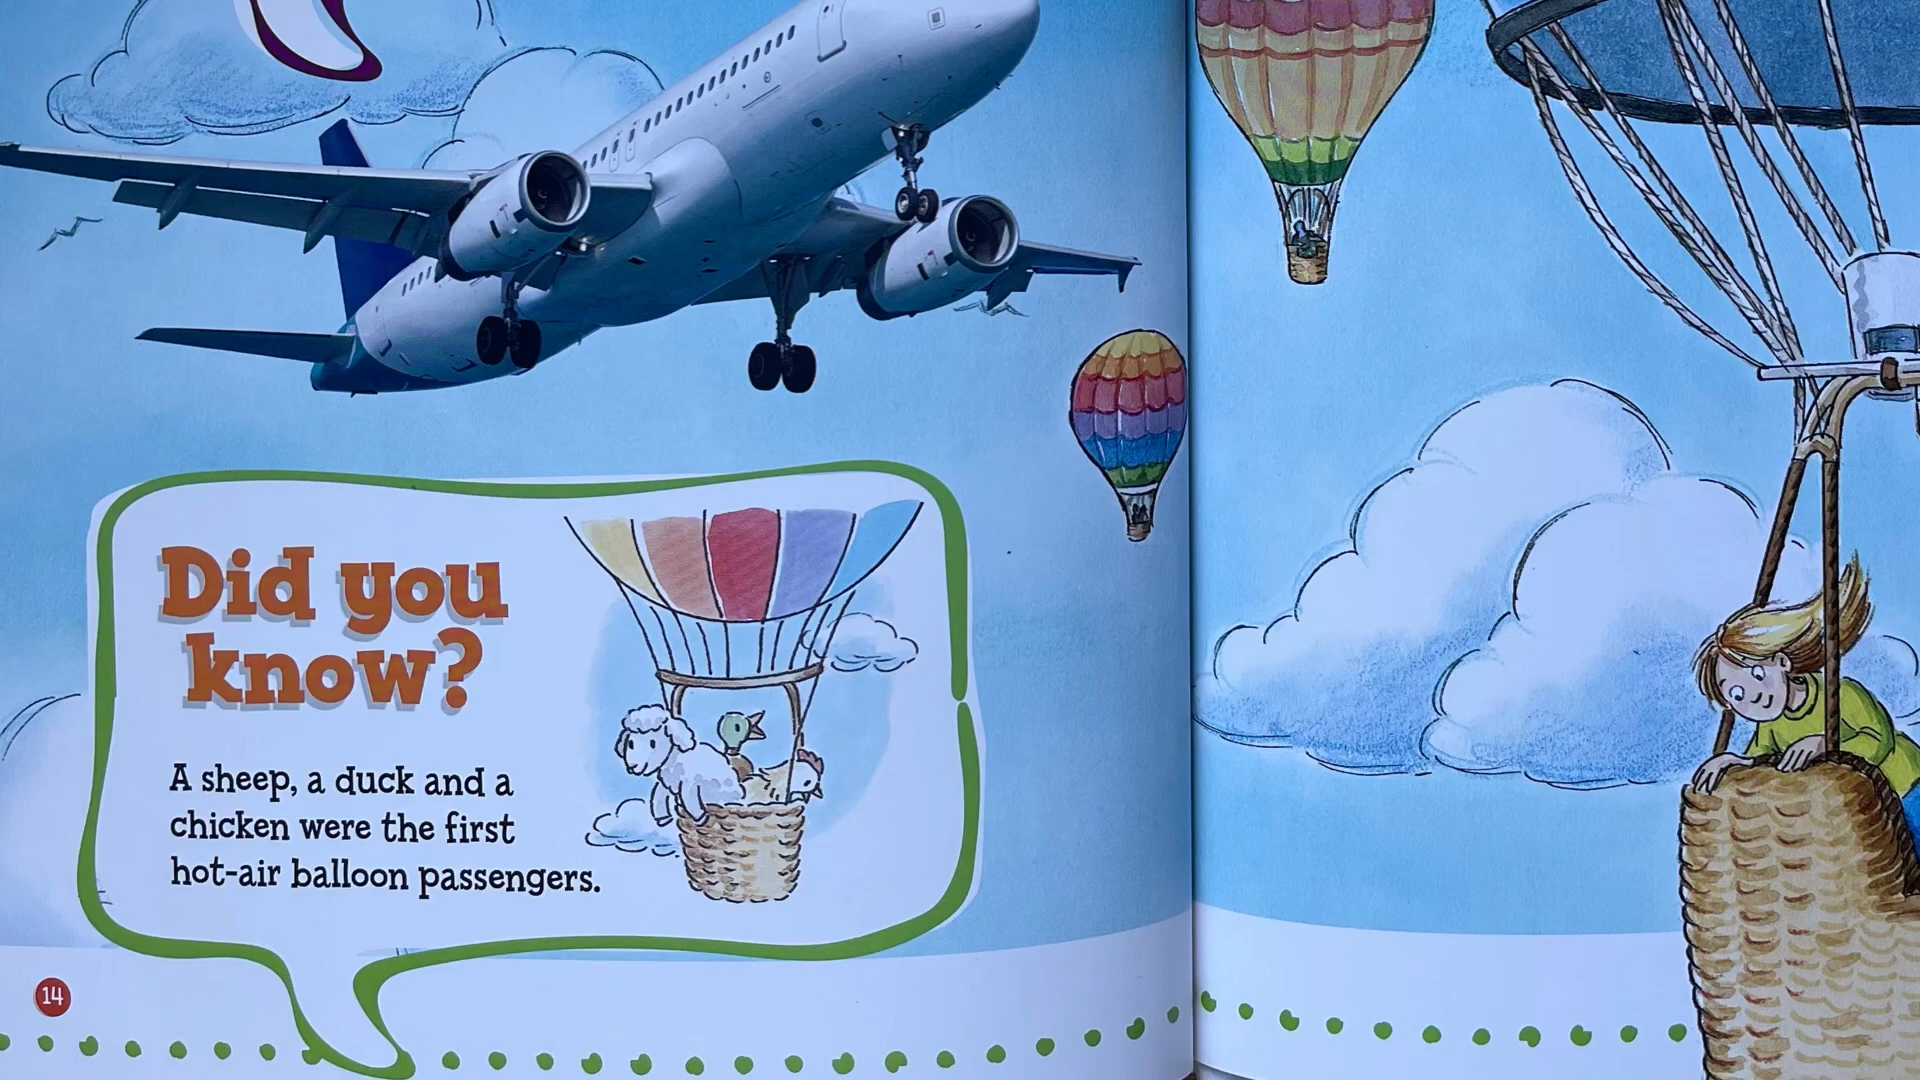 Did you
know?
A sheep, a duck and a
chicken were the first
hot-air balloon passengers.
14